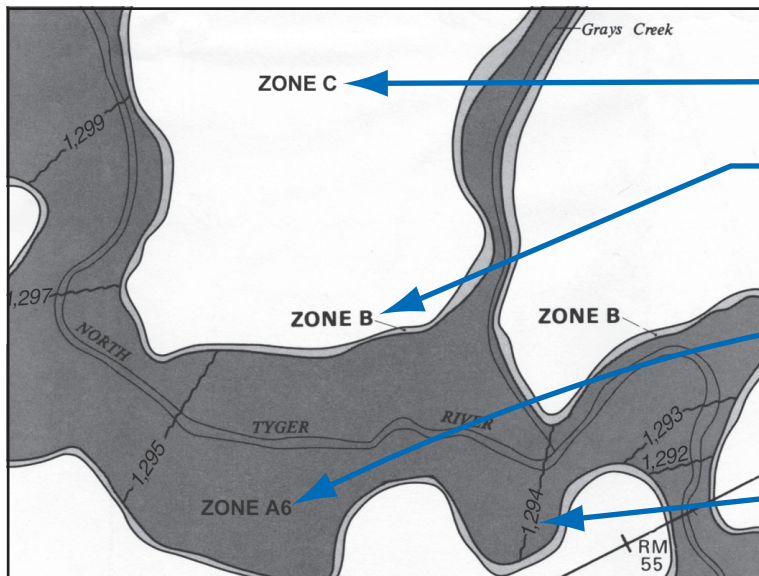 Grays Creek
ZONE C
1,299
1,297
ZONE B
ZONE B
NORTH
TYGER
RIVER
1,295
1,293
1,292
ZONE A6
1,294
RM
55